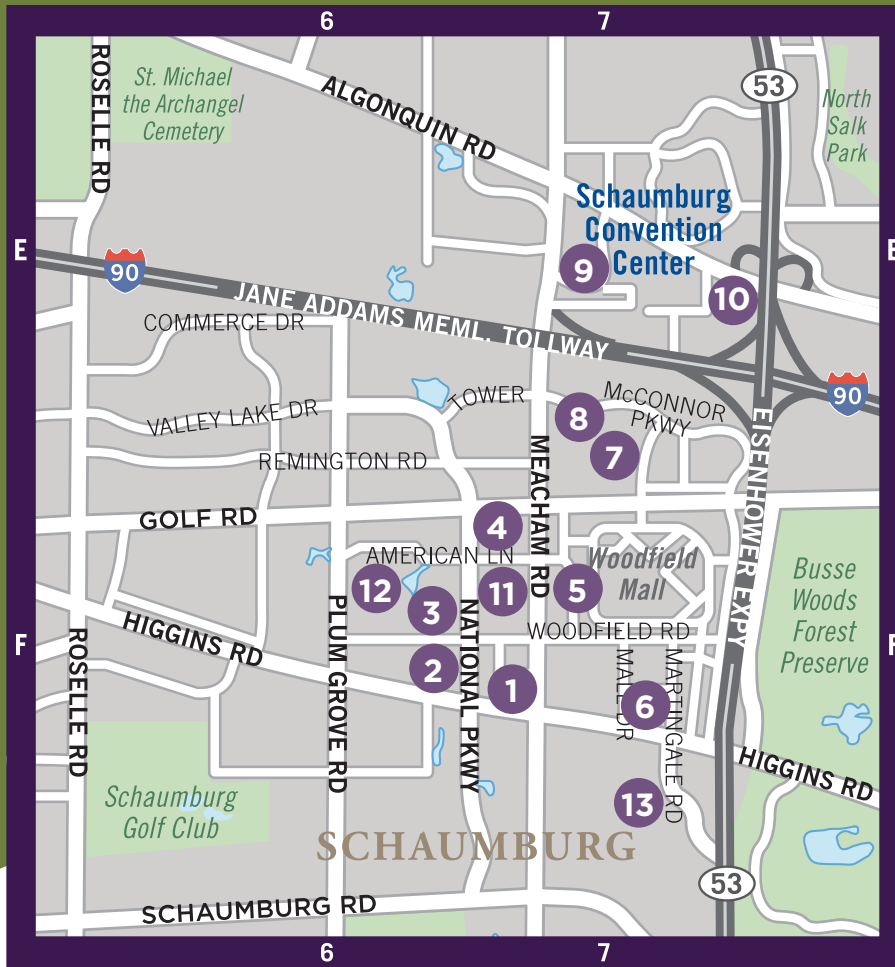 6
7
ROSELLE RD
St. Michael
the Archangel
Cemetery
ALGONQUIN RD
53
North
Salk
Park
Schaumburg
Convention
Center
E
E
90
9
10
JANE ADDAMS MEML. TOLLWAY
COMMERCE DR
90
TOWER
McCONNOR
PKWY
VALLEY LAKE DR
8
7
REMINGTON RD
MEACHAM RD
EISENHOWER EXPY
GOLF RD
4
AMERICAN LN
Woodfield
Mall
12
3
11
5
Busse
Woods
Forest
Preserve
WOODFIELD RD
HIGGINS RD
F
F
ROSELLE RD
PLUM GROVE RD
NATIONAL PKWY
2
1
MALL DR
6
MARTINGALE RD
HIGGINS RD
Schaumburg
Golf Club
13
SCHAUMBURG
53
SCHAUMBURG RD
6
7